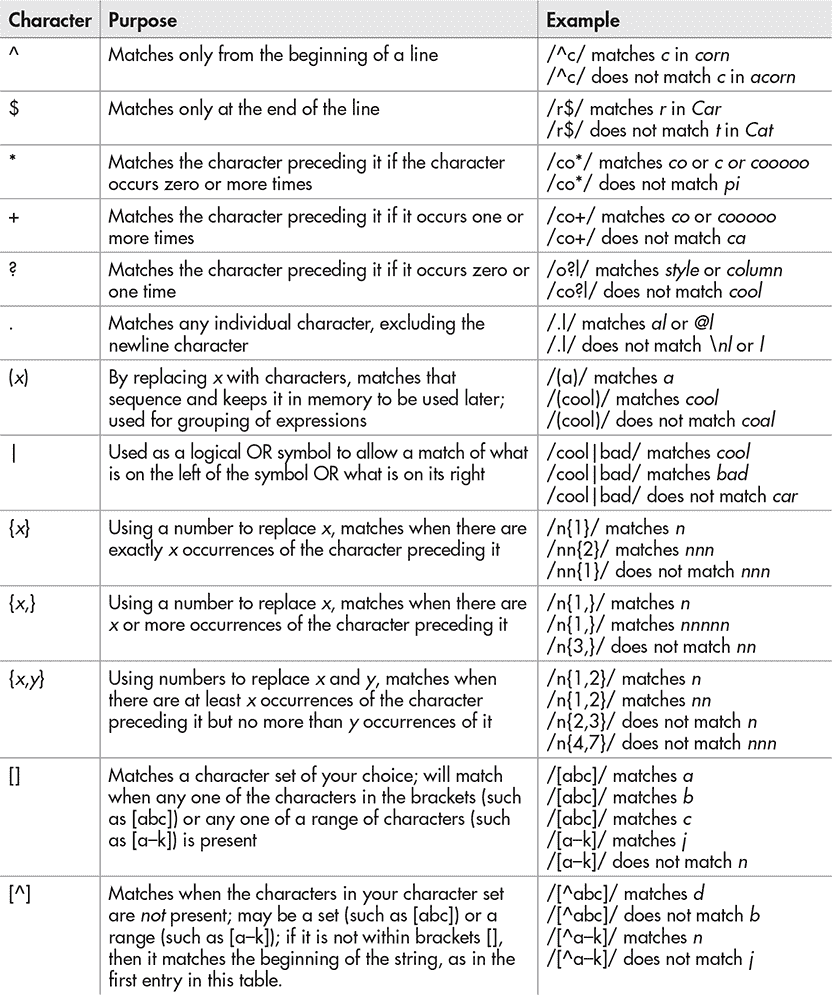 Character Purpose Example
^ Matches only from the beginning of a line /^c/ matches c in corn
/^c/ does not match c in acorn
$ Matches only at the end of the line /r$/ matches r in Car
/r$/ does not match t in Cat
* Matches the character preceding it if the character /co*/ matches co or c or cooooo
occurs zero or more times /co*/ does not match pi
+ Matches the character preceding it if it occurs one or /co+/ matches co or cooooo
more times /co+/ does not match ca
? Matches the character preceding it if it occurs zero or /o?l/ matches style or column
one time /co?l/ does not match cool
. Matches any individual character, excluding the /.l/ matches al or @l
newline character /.l/ does not match \nl or l
(x) By replacing x with characters, matches that /(a)/ matches a
sequence and keeps it in memory to be used later; /(cool)/ matches cool
used for grouping of expressions /(cool)/ does not match coal
| Used as a logical OR symbol to allow a match of what /cool|bad/ matches cool
is on the left of the symbol OR what is on its right /cool|bad/ matches bad
/cool|bad/ does not match car
{x} Using a number to replace x, matches when there are /n{1}/ matches n
exactly x occurrences of the character preceding it /nn{2}/ matches nnn
/nn{1}/ does not match nnn
{x,} Using a number to replace x, matches when there are /n{1,}/ matches n
x or more occurrences of the character preceding it /n{1,}/ matches nnnnn
/n{3,}/ does not match nn
{x,y} Using numbers to replace x and y, matches when /n{1,2}/ matches n
there are at least x occurrences of the character /n{1,2}/ matches nn
preceding it but no more than y occurrences of it /n{2,3}/ does not match n
/n{4,7}/ does not match nnn
[] Matches a character set of your choice; will match /[abc]/ matches a
when any one of the characters in the brackets (such /[abc]/ matches b
as [abc]) or any one of a range of characters (such /[abc]/ matches c
as [a–k]) is present /[a–k]/ matches j
/[a–k]/ does not match n
[^] Matches when the characters in your character set /[^abc]/ matches d
are not present; may be a set (such as [abc]) or a /[^abc]/ does not match b
range (such as [a–k]); if it is not within brackets [], /[^a–k]/ matches n
then it matches the beginning of the string, as in the /[^a–k]/ does not match j
first entry in this table.